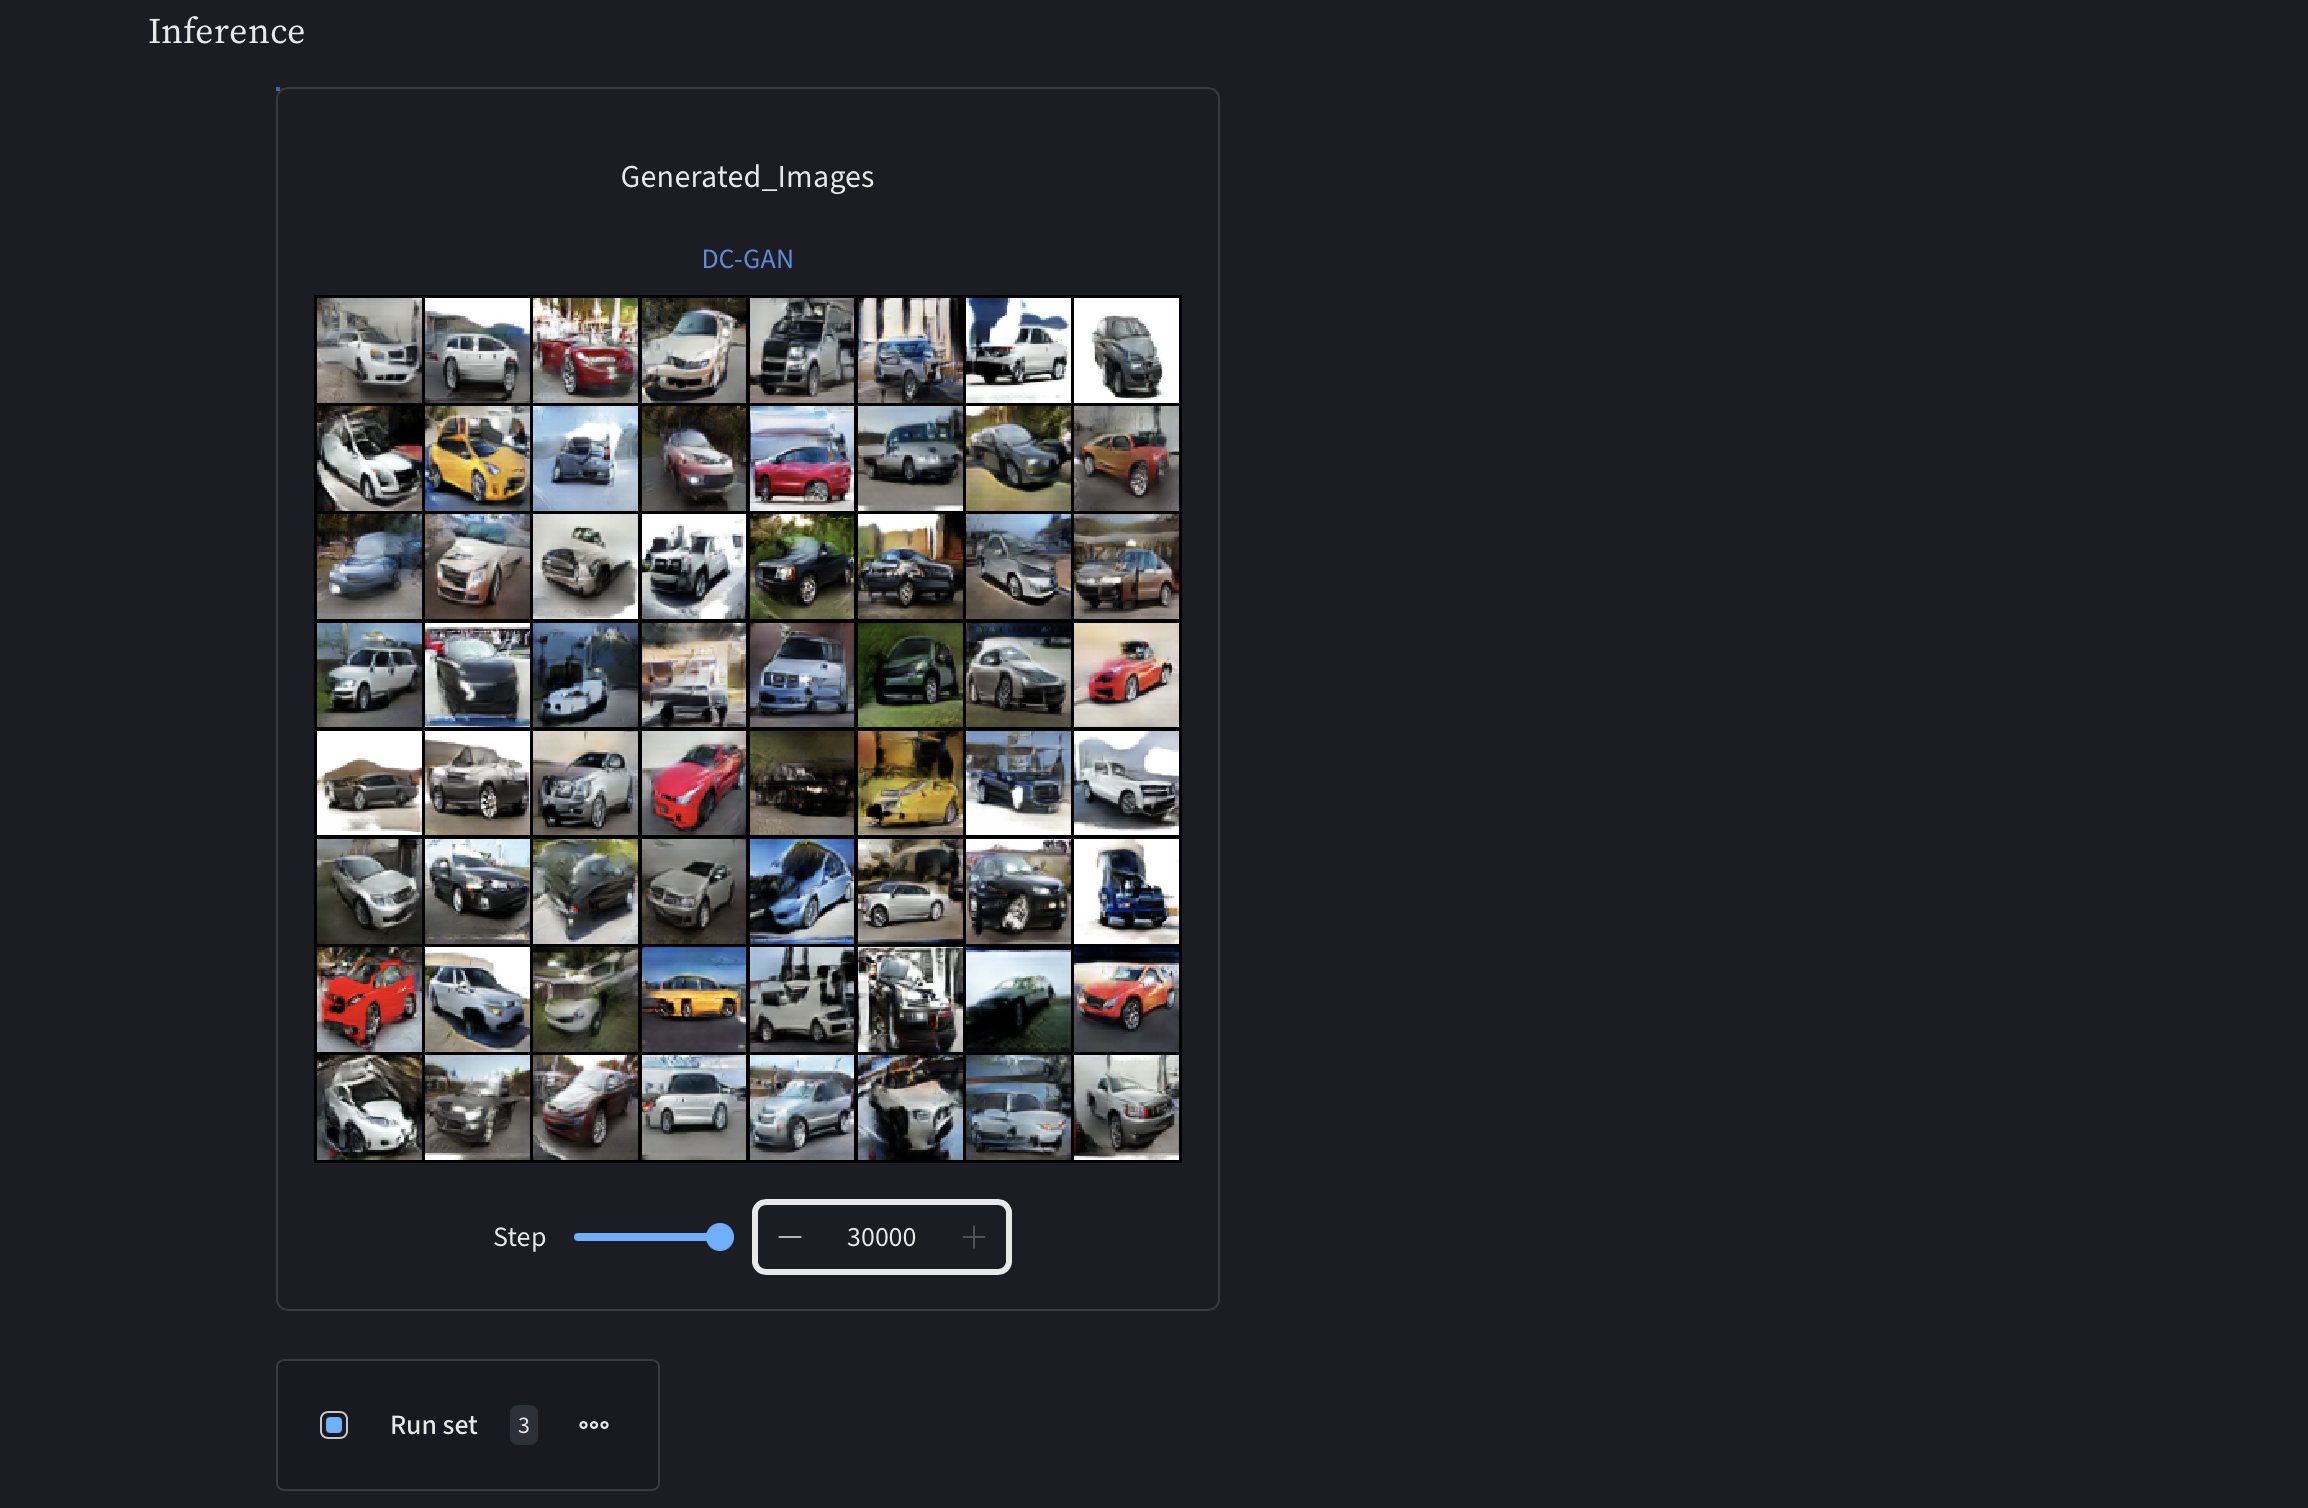 Inference
Generated_Images
DC-GAN
Step
30000
Run set 3